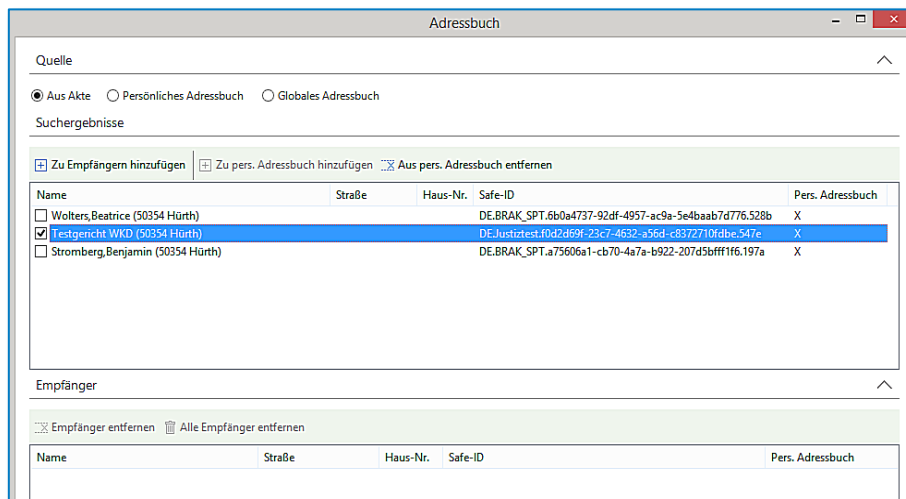 Adressbuch
Quelle
Aus Akte Persönliches Adressbuch Globales Adressbuch
Suchergebnisse
Zu Empfängern hinzufügen Zu pers. Adressbuch hinzufügen Aus pers. Adressbuch entfernen
Name Straße Haus-Nr. Safe-ID Pers. Adressbuch
Wolters,Beatrice (50354 Hürth) DE.BRAK_SPT.6b0a4737-92df-4957-ac9a-5e4baab7d776.528b X
Testgericht WKD (50354 Hürth) DE.Justiztest.f0d2d69f-23c7-4632-a56d-c8372710fdbe.547e X
Stromberg,Benjamin (50354 Hürth) DE.BRAK_SPT.a75606a1-cb70-4a7a-b922-207d5bfff1f6.197a X
Empfänger
Empfänger entfernen Alle Empfänger entfernen
Name Straße Haus-Nr. Safe-ID Pers. Adressbuch